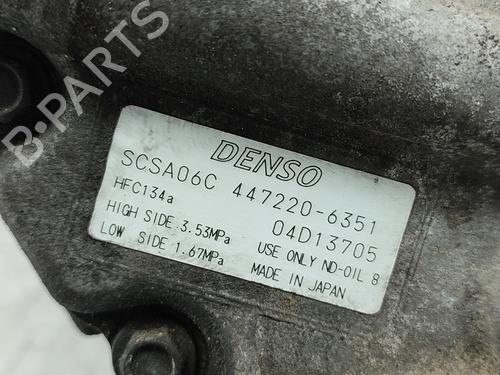 B-PARTS
DENSO
SCSA06C 447220-6351
HFC134a 04D13705
HIGH SIDE 3.53MPa USE ONLY ND-OIL 8
LOW SIDE 1.67MPa MADE IN JAPAN